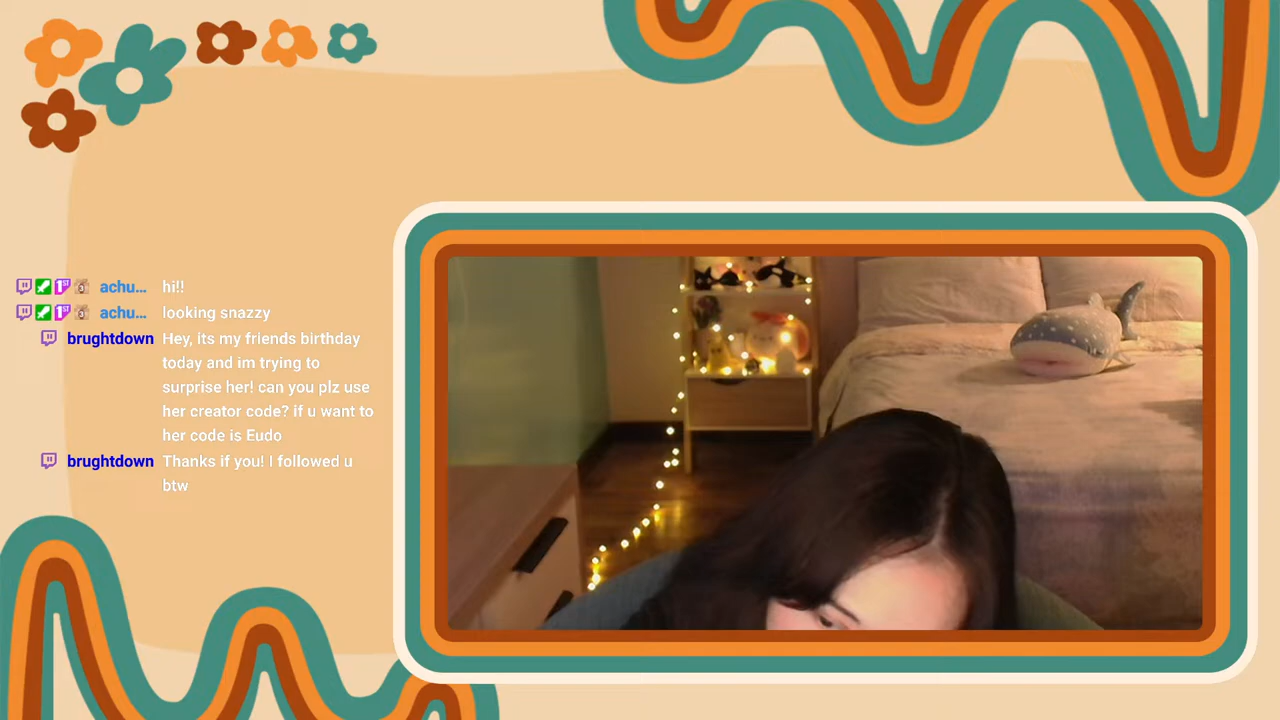 achu... hi!!
achu... looking snazzy
brughtdown Hey, its my friends birthday
today and im trying to
surprise her! can you plz use
her creator code? if u want to
her code is Eudo
brughtdown Thanks if you! I followed u
btw